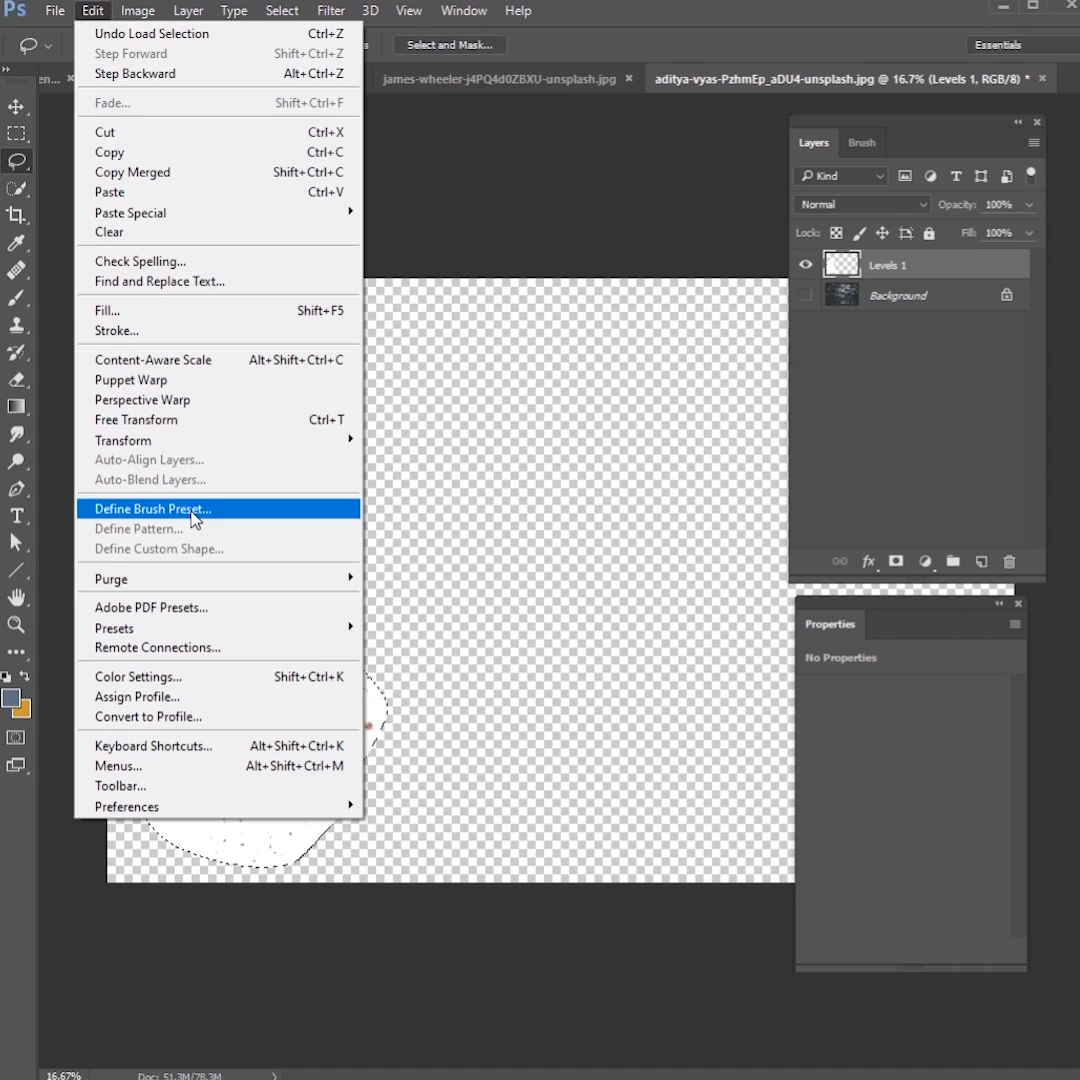 Ps File Edit Image Layer Type Select Filter 3D View Window Help
Select and Mask... Essentials
en... × james-wheeler-j4PQ4d0ZBXU-unsplash.jpg × aditya-vyas-PzhmEp_aDU4-unsplash.jpg @ 16.7% (Levels 1, RGB/8) * ×
Undo Load Selection Ctrl+Z
Step Forward Shift+Ctrl+Z
Step Backward Alt+Ctrl+Z
Fade... Shift+Ctrl+F
Cut Ctrl+X
Copy Ctrl+C
Copy Merged Shift+Ctrl+C
Paste Ctrl+V
Paste Special
Clear
Check Spelling...
Find and Replace Text...
Fill... Shift+F5
Stroke...
Content-Aware Scale Alt+Shift+Ctrl+C
Puppet Warp
Perspective Warp
Free Transform Ctrl+T
Transform
Auto-Align Layers...
Auto-Blend Layers...
Define Brush Preset...
Define Pattern...
Define Custom Shape...
Purge
Adobe PDF Presets...
Presets
Remote Connections...
Color Settings... Shift+Ctrl+K
Assign Profile...
Convert to Profile...
Keyboard Shortcuts... Alt+Shift+Ctrl+K
Menus... Alt+Shift+Ctrl+M
Toolbar...
Preferences
Layers Brush
Kind
Normal Opacity: 100%
Lock: Fill: 100%
Levels 1
Background
fx
Properties
No Properties
16.67% Doc: 51.3M/78.3M